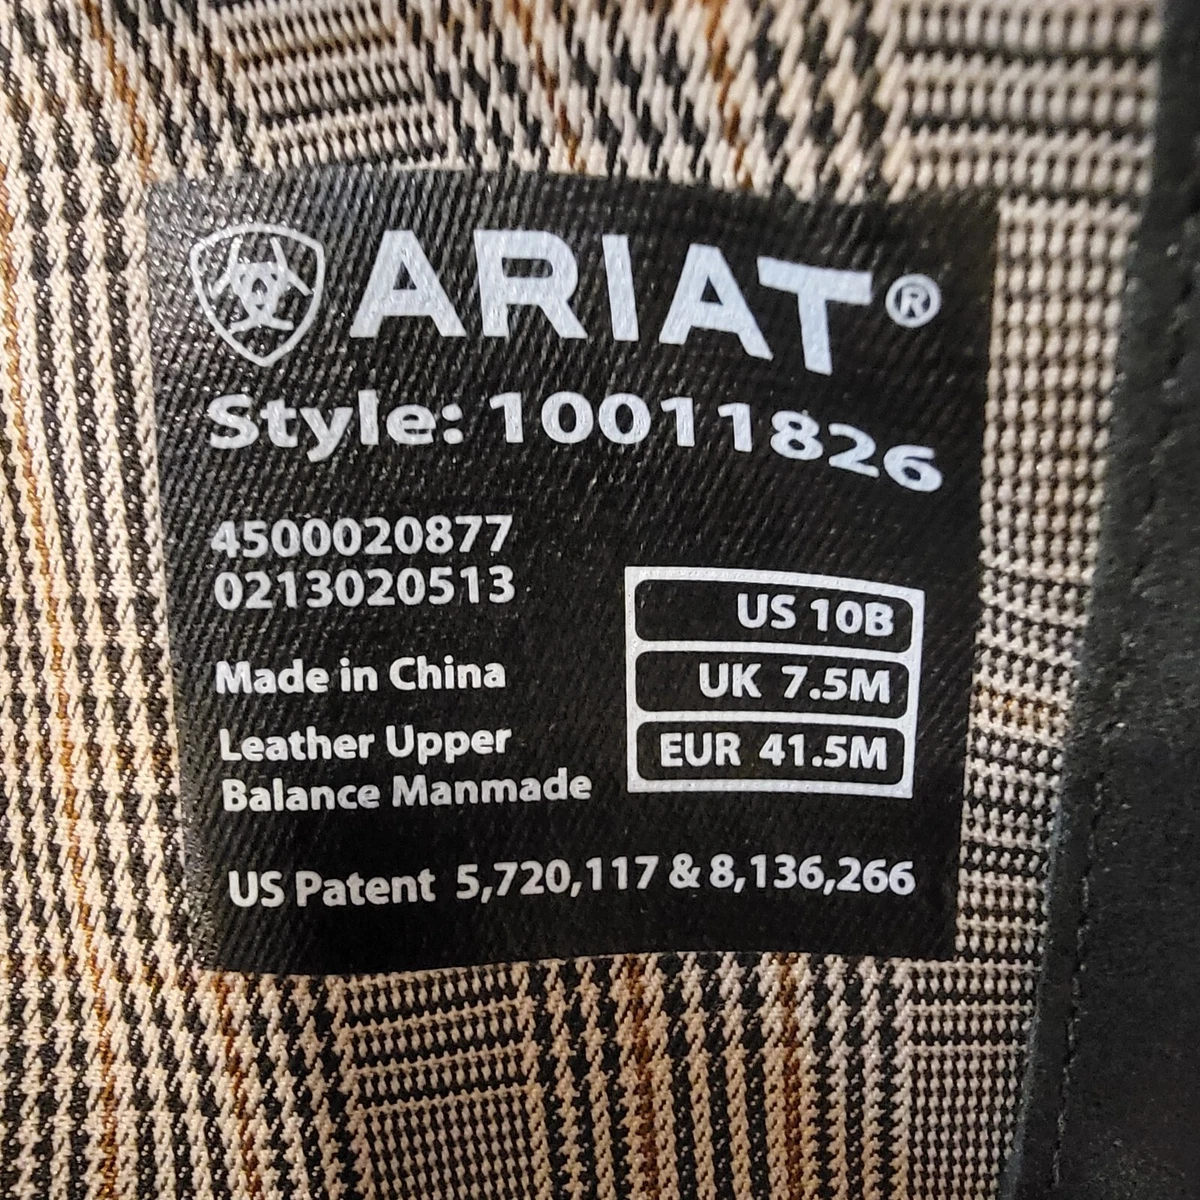 ARIAT®
Style: 10011826
4500020877
0213020513
US 10B
UK 7.5M
EUR 41.5M
Made in China
Leather Upper
Balance Manmade
US Patent 5,720,117 & 8,136,266